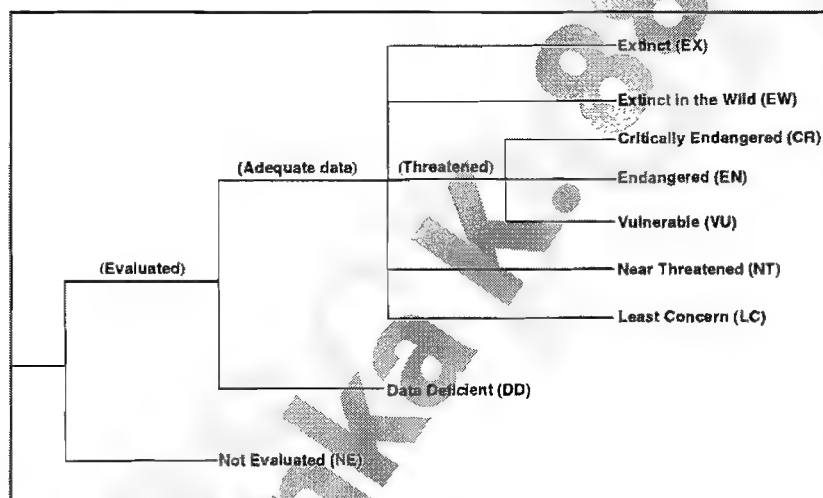 Extinct (EX)
Extinct in the Wild (EW)
Critically Endangered (CR)
(Adequate data)
(Threatened)
Endangered (EN)
Vulnerable (VU)
(Evaluated)
Near Threatened (NT)
Least Concern (LC)
Data Deficient (DD)
Not Evaluated (NE)